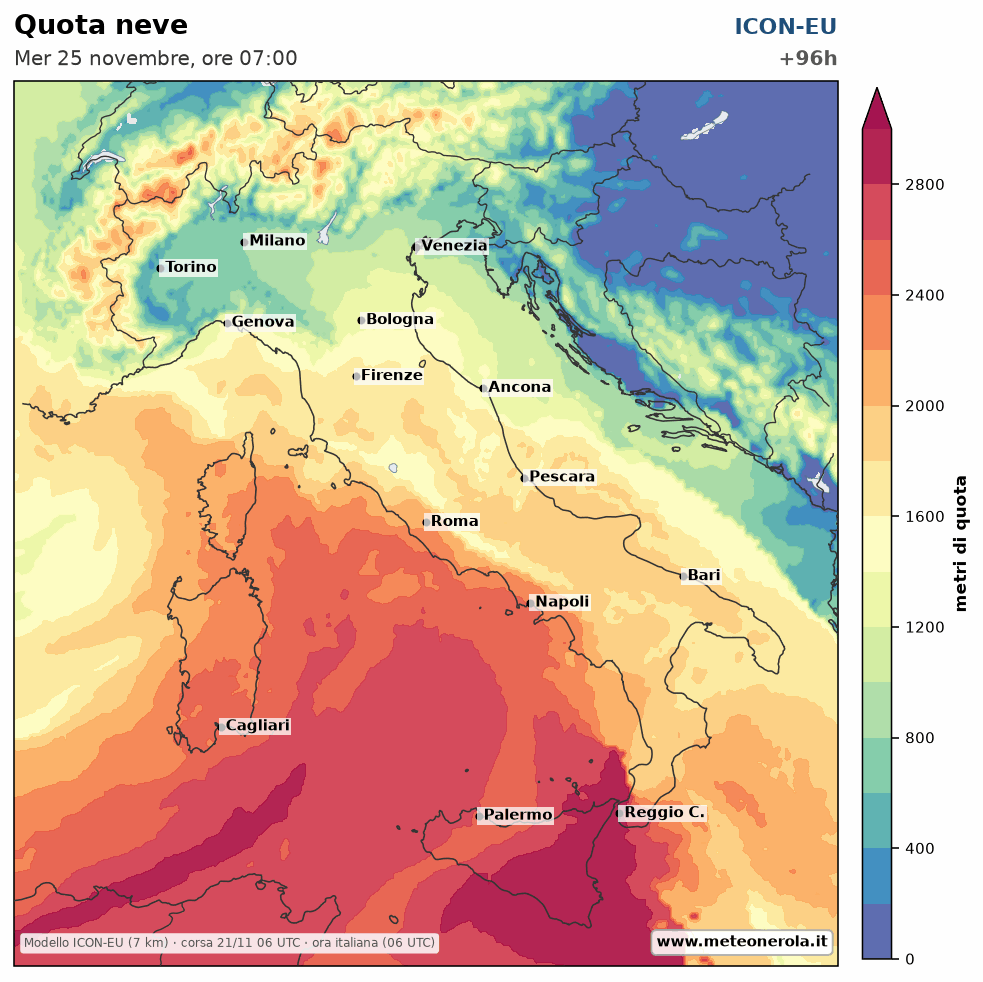 Quota neve
ICON-EU
Mer 25 novembre, ore 07:00
+96h
Milano
Venezia
Torino
Genova
Bologna
Firenze
Ancona
Pescara
Roma
Bari
Napoli
Cagliari
Palermo
Reggio C.
2800
2400
2000
1600
1200
800
400
0
metri di quota
Modello ICON-EU (7 km) · corsa 21/11 06 UTC · ora italiana (06 UTC)
www.meteonerola.it